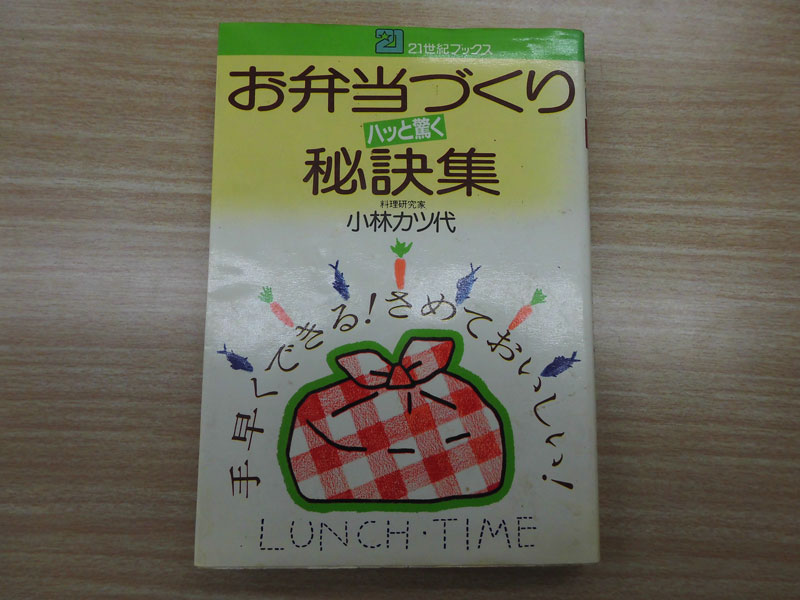 21 21世紀ブックス
お弁当づくり
ハッと驚く
秘訣集
料理研究家
小林カツ代
手早くできる!さめておいしい!
LUNCH・TIME